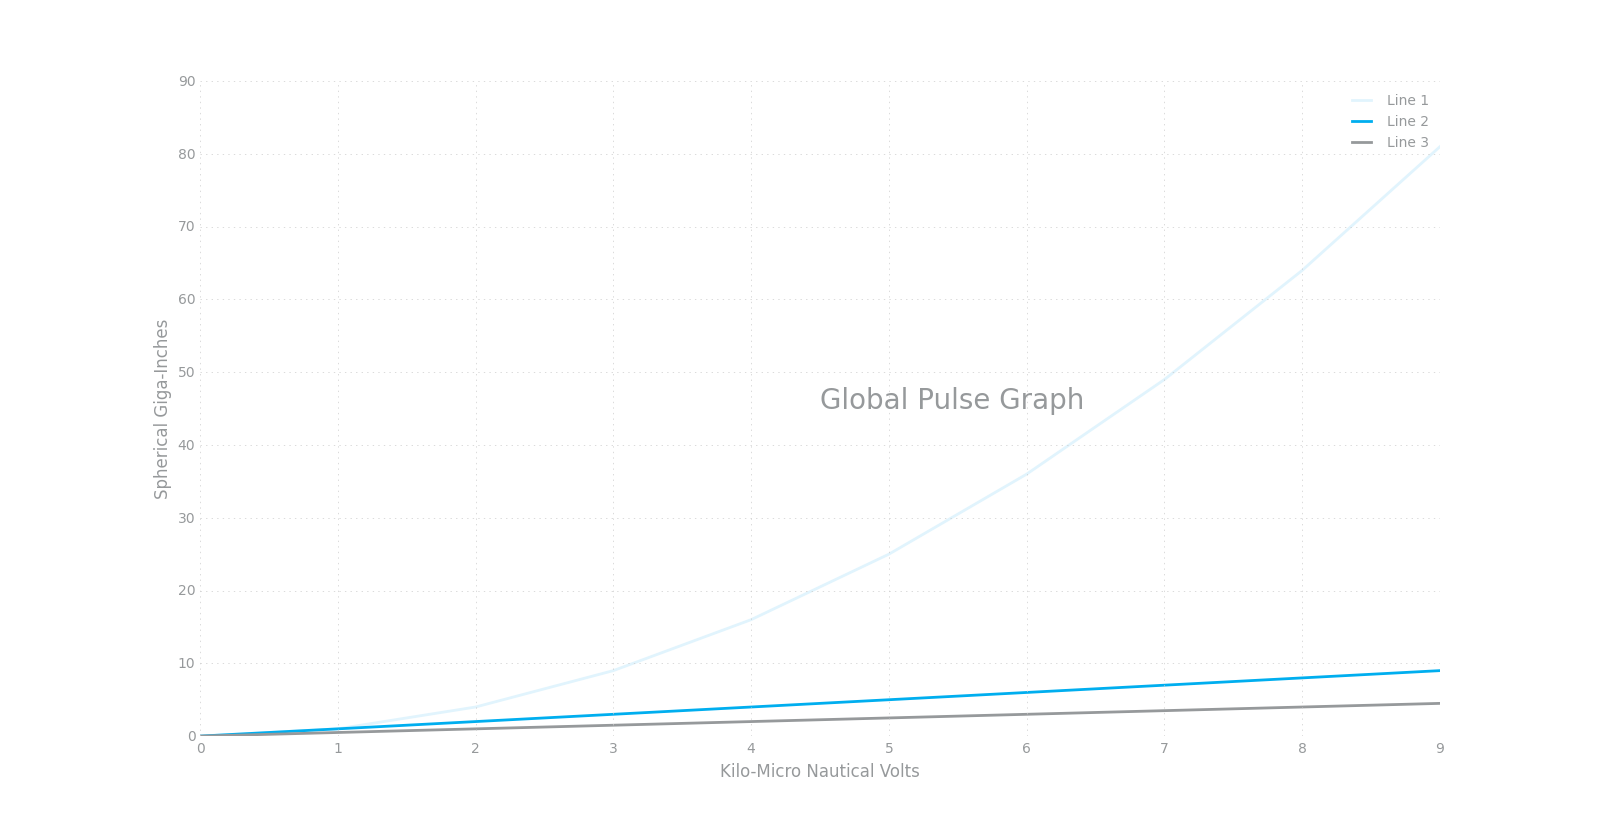 90
80
70
60
50
40
30
20
10
0
Spherical Giga-Inches
Line 1
Line 2
Line 3
Global Pulse Graph
0 1 2 3 4 5 6 7 8 9
Kilo-Micro Nautical Volts